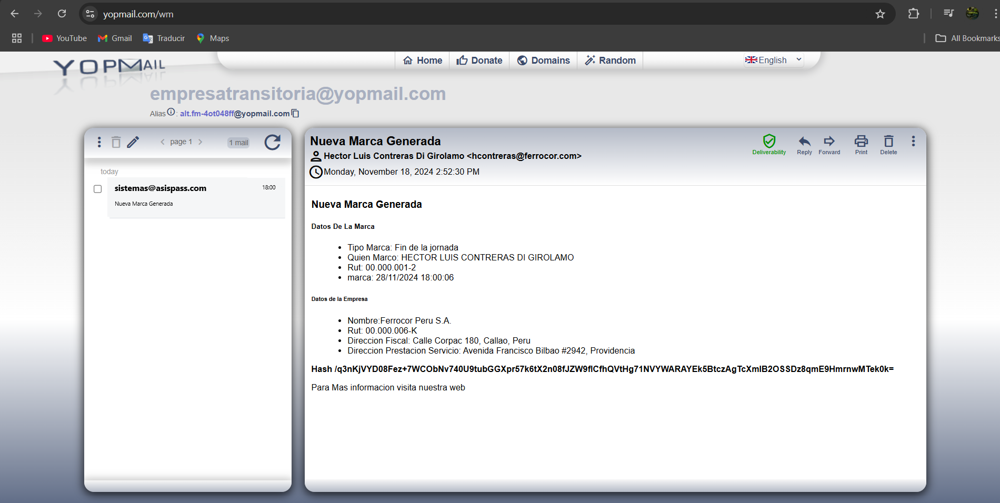 yopmail.com/wm
YouTube
Gmail
Traducir
Maps
All Bookmarks
YOPMAIL
Home
Donate
Domains
Random
English
empresatransitoria@yopmail.com
Alias : alt.fm-4ot048ff@yopmail.com
page 1
1 mail
today
sistemas@asispass.com 18:00
Nueva Marca Generada
Nueva Marca Generada
Hector Luis Contreras Di Girolamo <hcontreras@ferrocor.com>
Monday, November 18, 2024 2:52:30 PM
Deliverability
Reply
Forward
Print
Delete
Nueva Marca Generada
Datos De La Marca
• Tipo Marca: Fin de la jornada
• Quien Marco: HECTOR LUIS CONTRERAS DI GIROLAMO
• Rut: 00.000.001-2
• marca: 28/11/2024 18:00:06
Datos de la Empresa
• Nombre:Ferrocor Peru S.A.
• Rut: 00.000.006-K
• Direccion Fiscal: Calle Corpac 180, Callao, Peru
• Direccion Prestacion Servicio: Avenida Francisco Bilbao #2942, Providencia
Hash /q3nKjVYD08Fez+7WCObNv740U9tubGGXpr57k6tX2n08fJZW9flCfhQVtHg71NVYWARAYEk5BtczAgTcXmIB2OSSDz8qmE9HmrnwMTek0k=
Para Mas informacion visita nuestra web